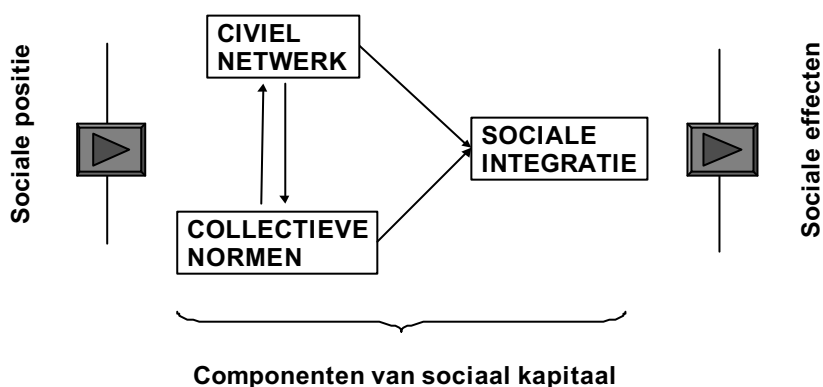 Sociale positie
CIVIEL
NETWERK
COLLECTIEVE
NORMEN
SOCIALE
INTEGRATIE
Sociale effecten
Componenten van sociaal kapitaal